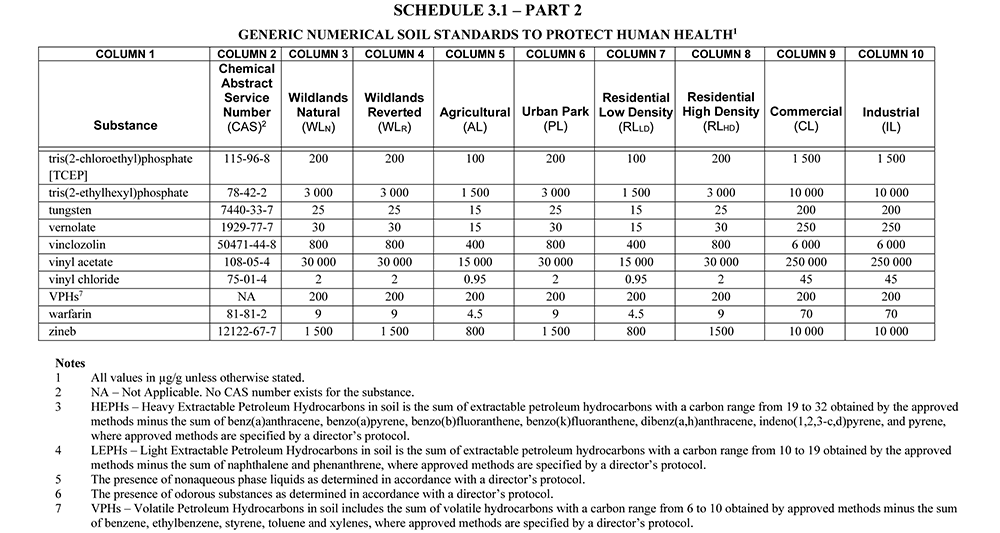 SCHEDULE 3.1 – PART 2
GENERIC NUMERICAL SOIL STANDARDS TO PROTECT HUMAN HEALTH1
COLUMN 1 COLUMN 2 COLUMN 3 COLUMN 4 COLUMN 5 COLUMN 6 COLUMN 7 COLUMN 8 COLUMN 9 COLUMN 10
Substance Chemical Abstract Service Number (CAS)2 Wildlands Natural (WLN) Wildlands Reverted (WLR) Agricultural (AL) Urban Park (PL) Residential Low Density (RLLD) Residential High Density (RLHD) Commercial (CL) Industrial (IL)
tris(2-chloroethyl)phosphate 115-96-8 200 200 100 200 100 200 1 500 1 500
[TCEP]
tris(2-ethylhexyl)phosphate 78-42-2 3 000 3 000 1 500 3 000 1 500 3 000 10 000 10 000
tungsten 7440-33-7 25 25 15 25 15 25 200 200
vernolate 1929-77-7 30 30 15 30 15 30 250 250
vinclozolin 50471-44-8 800 800 400 800 400 800 6 000 6 000
vinyl acetate 108-05-4 30 000 30 000 15 000 30 000 15 000 30 000 250 000 250 000
vinyl chloride 75-01-4 2 2 0.95 2 0.95 2 45 45
VPHs7 NA 200 200 200 200 200 200 200 200
warfarin 81-81-2 9 9 4.5 9 4.5 9 70 70
zineb 12122-67-7 1 500 1 500 800 1 500 800 1500 10 000 10 000
Notes
1 All values in µg/g unless otherwise stated.
2 NA – Not Applicable. No CAS number exists for the substance.
3 HEPHs – Heavy Extractable Petroleum Hydrocarbons in soil is the sum of extractable petroleum hydrocarbons with a carbon range from 19 to 32 obtained by the approved
methods minus the sum of benz(a)anthracene, benzo(a)pyrene, benzo(b)fluoranthene, benzo(k)fluoranthene, dibenz(a,h)anthracene, indeno(1,2,3-c,d)pyrene, and pyrene,
where approved methods are specified by a director's protocol.
4 LEPHs – Light Extractable Petroleum Hydrocarbons in soil is the sum of extractable petroleum hydrocarbons with a carbon range from 10 to 19 obtained by the approved
methods minus the sum of naphthalene and phenanthrene, where approved methods are specified by a director's protocol.
5 The presence of nonaqueous phase liquids as determined in accordance with a director's protocol.
6 The presence of odorous substances as determined in accordance with a director's protocol.
7 VPHs – Volatile Petroleum Hydrocarbons in soil includes the sum of volatile hydrocarbons with a carbon range from 6 to 10 obtained by approved methods minus the sum
of benzene, ethylbenzene, styrene, toluene and xylenes, where approved methods are specified by a director's protocol.